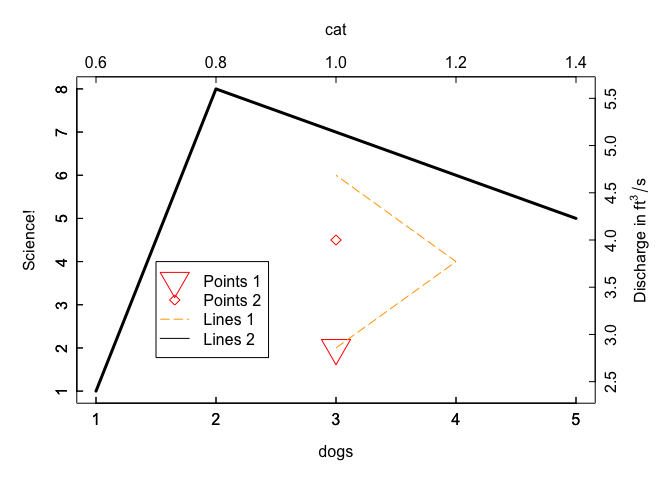 cat
0.6 0.8 1.0 1.2 1.4
Science!
8
7
6
5
4
3
2
1
Points 1
Points 2
Lines 1
Lines 2
5.5
5.0
4.5
4.0
3.5
3.0
2.5
Discharge in ft³/s
1 2 3 4 5
dogs